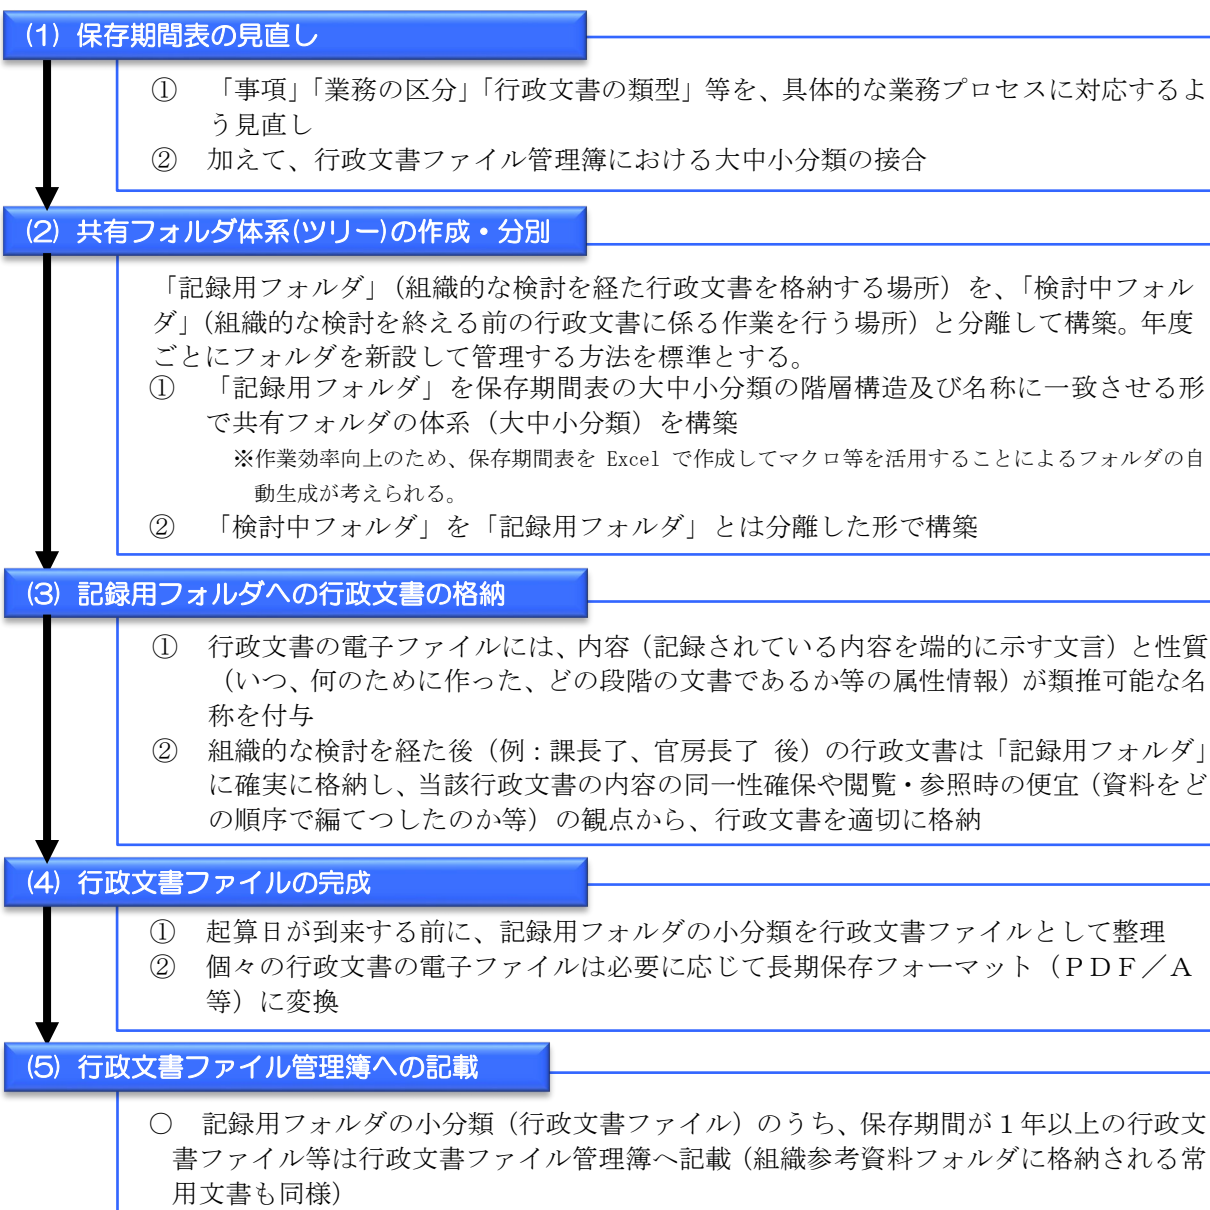 (1) 保存期間表の見直し
① 「事項」「業務の区分」「行政文書の類型」等を、具体的な業務プロセスに対応するよ
う見直し
② 加えて、行政文書ファイル管理簿における大中小分類の接合
(2) 共有フォルダ体系(ツリー)の作成・分別
「記録用フォルダ」（組織的な検討を経た行政文書を格納する場所）を、「検討中フォル
ダ」（組織的な検討を終える前の行政文書に係る作業を行う場所）と分離して構築。年度
ごとにフォルダを新設して管理する方法を標準とする。
① 「記録用フォルダ」を保存期間表の大中小分類の階層構造及び名称に一致させる形
で共有フォルダの体系（大中小分類）を構築
※作業効率向上のため、保存期間表を Excel で作成してマクロ等を活用することによるフォルダの自
動生成が考えられる。
② 「検討中フォルダ」を「記録用フォルダ」とは分離した形で構築
(3) 記録用フォルダへの行政文書の格納
① 行政文書の電子ファイルには、内容（記録されている内容を端的に示す文言）と性質
（いつ、何のために作った、どの段階の文書であるか等の属性情報）が類推可能な名
称を付与
② 組織的な検討を経た後（例：課長了、官房長了 後）の行政文書は「記録用フォルダ」
に確実に格納し、当該行政文書の内容の同一性確保や閲覧・参照時の便宜（資料をど
の順序で編てつしたのか等）の観点から、行政文書を適切に格納
(4) 行政文書ファイルの完成
① 起算日が到来する前に、記録用フォルダの小分類を行政文書ファイルとして整理
② 個々の行政文書の電子ファイルは必要に応じて長期保存フォーマット（ＰＤＦ／Ａ
等）に変換
(5) 行政文書ファイル管理簿への記載
○ 記録用フォルダの小分類（行政文書ファイル）のうち、保存期間が１年以上の行政文
書ファイル等は行政文書ファイル管理簿へ記載（組織参考資料フォルダに格納される常
用文書も同様）